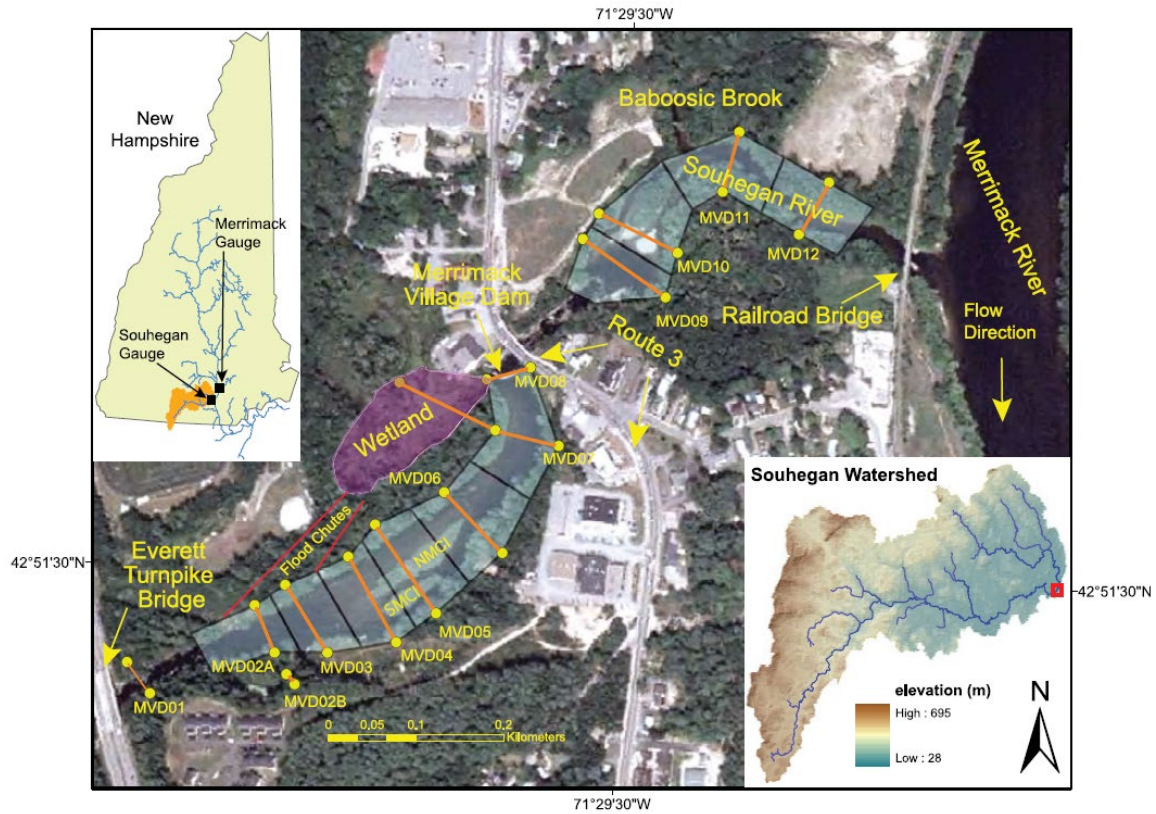 71°29'30"W
New
Hampshire
Merrimack
Gauge
Souhegan
Gauge
Baboosic Brook
Souhegan River
MVD11
MVD12
MVD10
MVD09
Merrimack River
Railroad Bridge
Flow
Direction
Merrimack
Village Dam
Route 3
MVD08
Wetland
MVD07
MVD06
Flood Chutes
NMCI
SMCI
MVD05
MVD04
MVD03
MVD02A
MVD02B
MVD01
Everett
Turnpike
Bridge
42°51'30"N
0 0.05 0.1 0.2
Kilometers
Souhegan Watershed
42°51'30"N
elevation (m)
High : 695
Low : 28
N
71°29'30"W